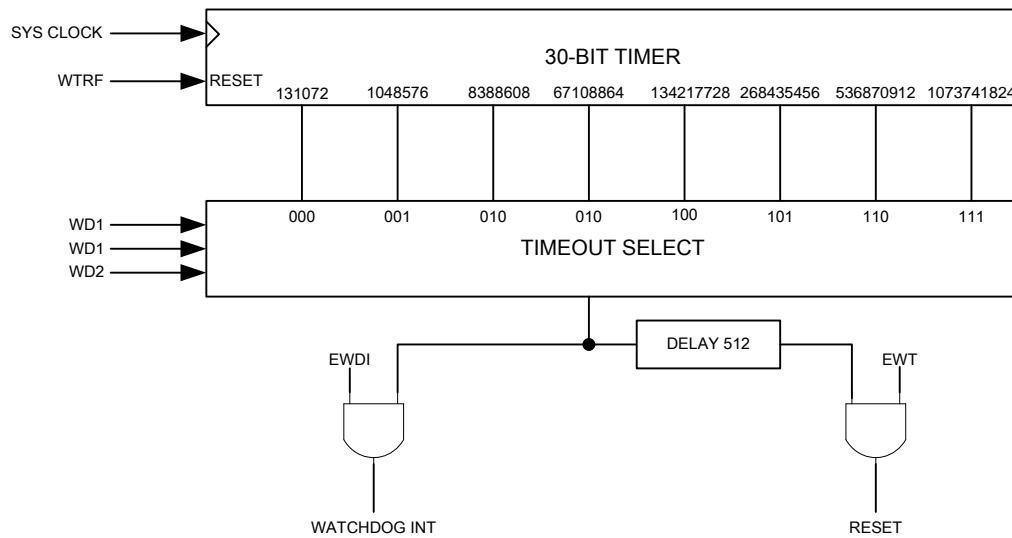 SYS CLOCK
30-BIT TIMER
WTRF
RESET
131072 1048576 8388608 67108864 134217728 268435456 536870912 1073741824
000 001 010 010 100 101 110 111
WD1
TIMEOUT SELECT
WD1
WD2
DELAY 512
EWDI
EWT
WATCHDOG INT
RESET